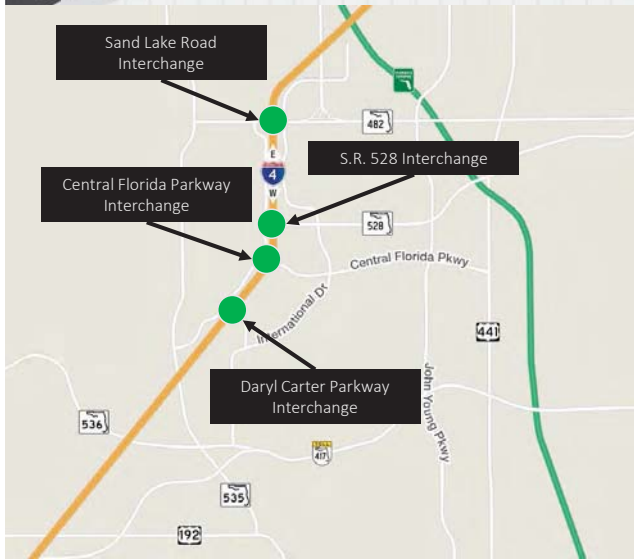 Sand Lake Road
Interchange
482
E
4
W
S.R. 528 Interchange
Central Florida Parkway
Interchange
528
Central Florida Pkwy
International Dr
441
Daryl Carter Parkway
Interchange
John Young Pkwy
536
417
535
192